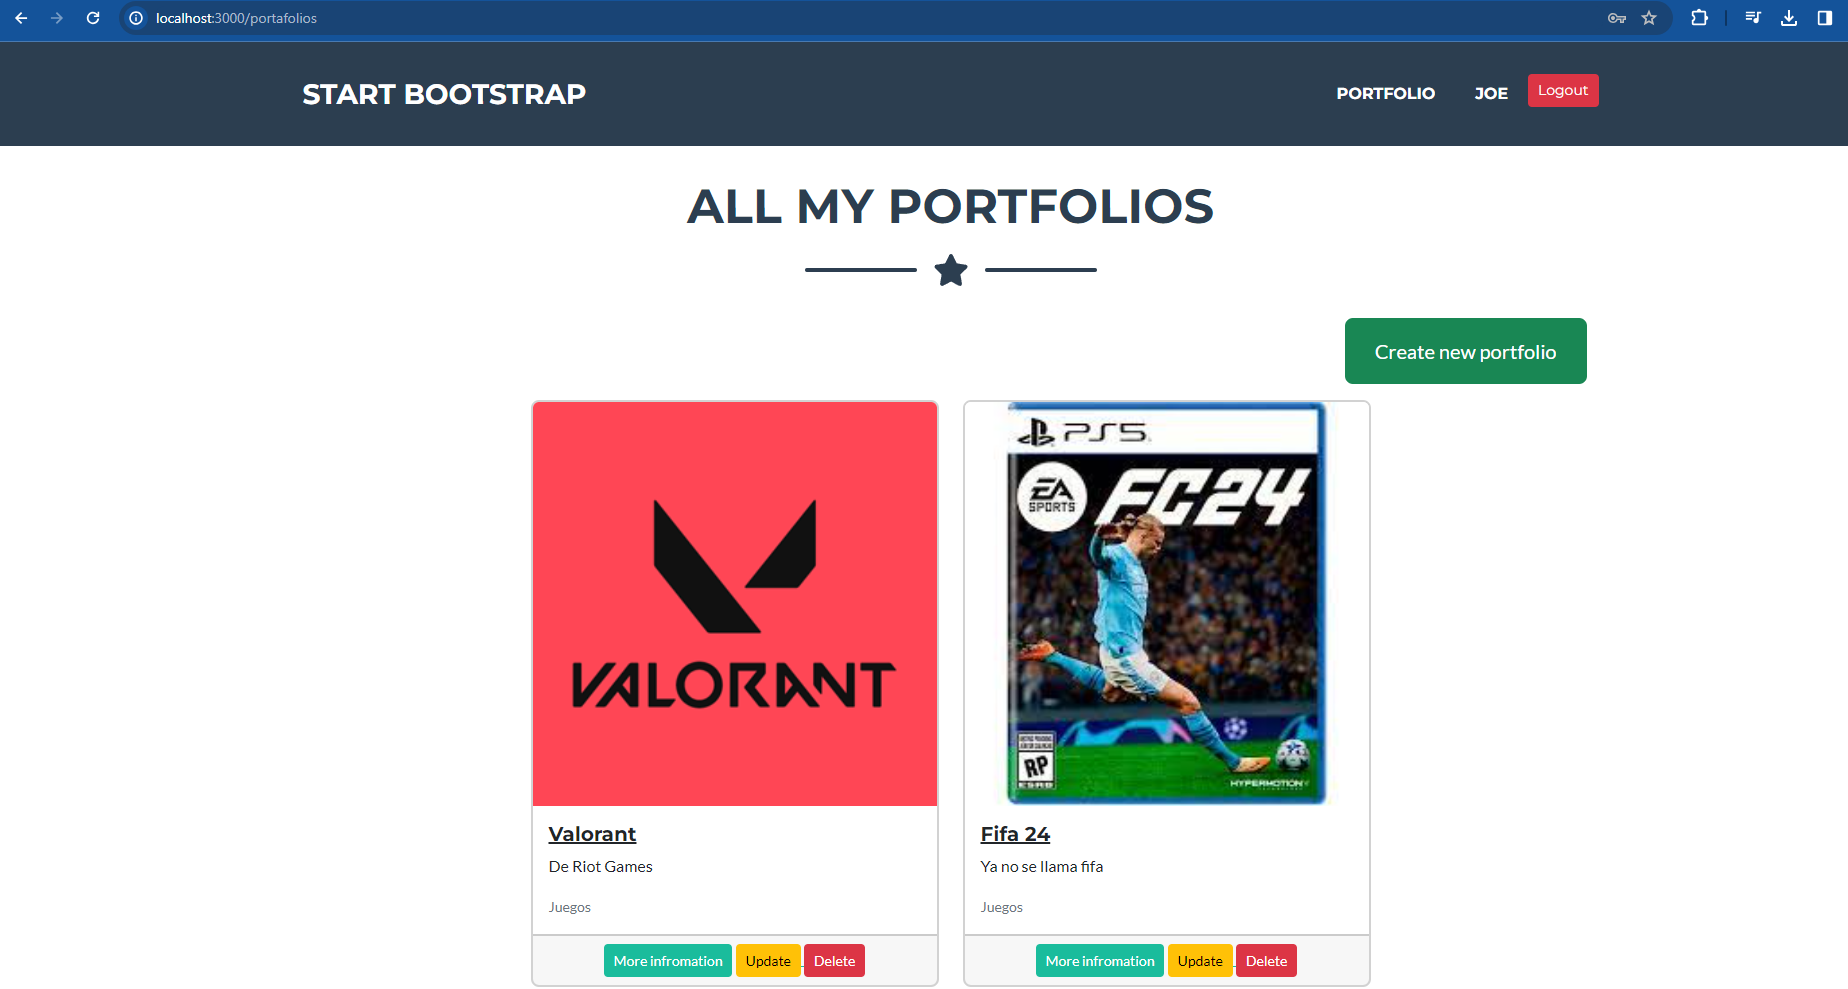 localhost:3000/portafolios
START BOOTSTRAP
PORTFOLIO JOE Logout
ALL MY PORTFOLIOS
Create new portfolio
VALORANT
PS5
EA SPORTS FC24
RP
ESRB
HYPERMOTION
Valorant
De Riot Games
Juegos
More infromation Update Delete
Fifa 24
Ya no se llama fifa
Juegos
More infromation Update Delete